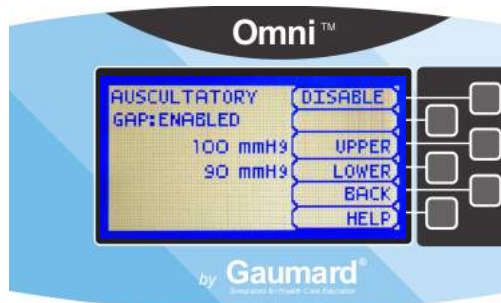 Omni™
AUSCULTATORY DISABLE
GAP:ENABLED
100 mmHg UPPER
90 mmHg LOWER
BACK
HELP
by Gaumard®
Simulators for Health Care Education